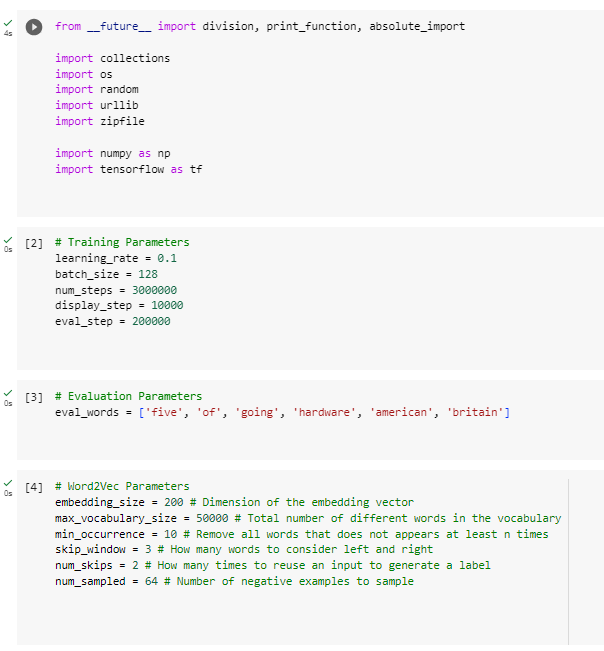 4s
from __future__ import division, print_function, absolute_import
import collections
import os
import random
import urllib
import zipfile
import numpy as np
import tensorflow as tf
0s
[2] # Training Parameters
learning_rate = 0.1
batch_size = 128
num_steps = 3000000
display_step = 10000
eval_step = 200000
0s
[3] # Evaluation Parameters
eval_words = ['five', 'of', 'going', 'hardware', 'american', 'britain']
0s
[4] # Word2Vec Parameters
embedding_size = 200 # Dimension of the embedding vector
max_vocabulary_size = 50000 # Total number of different words in the vocabulary
min_occurrence = 10 # Remove all words that does not appears at least n times
skip_window = 3 # How many words to consider left and right
num_skips = 2 # How many times to reuse an input to generate a label
num_sampled = 64 # Number of negative examples to sample